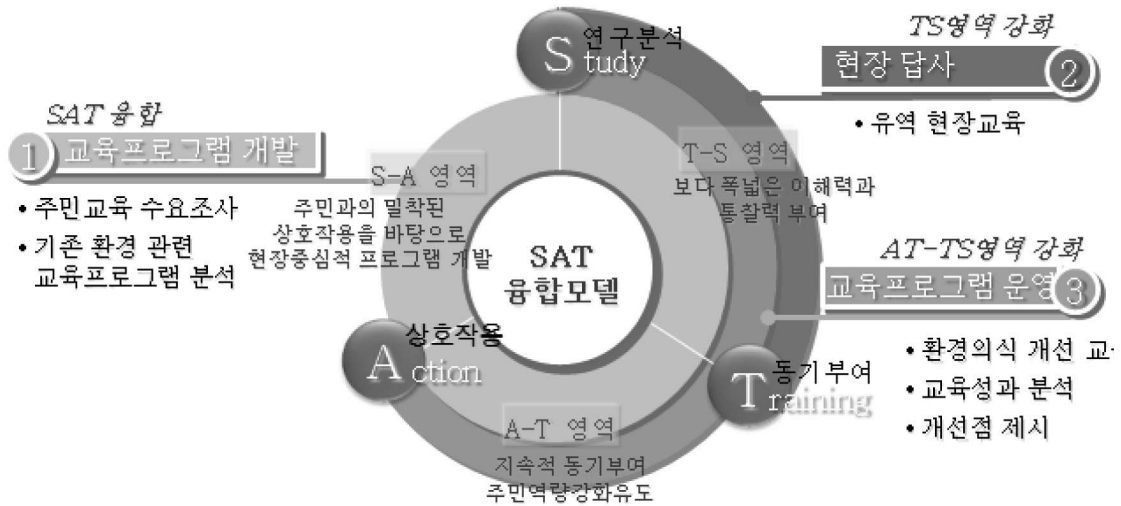 SAT 융합
1 교육프로그램 개발
• 주민교육 수요조사
• 기존 환경 관련
교육프로그램 분석
S 연구분석
tudy
S-A 영역
주민과의 밀착된
상호작용을 바탕으로
현장중심적 프로그램 개발
SAT
융합모델
T-S 영역
보다 폭넓은 이해력과
통찰력 부여
A 상호작용
ction
T 동기부여
raining
A-T 영역
지속적 동기부여
주민역량강화유도
TS영역 강화
현장 답사 2
• 유역 현장교육
AT-TS영역 강화
교육프로그램 운영 3
• 환경의식 개선
• 교육성과 분석
• 개선점 제시